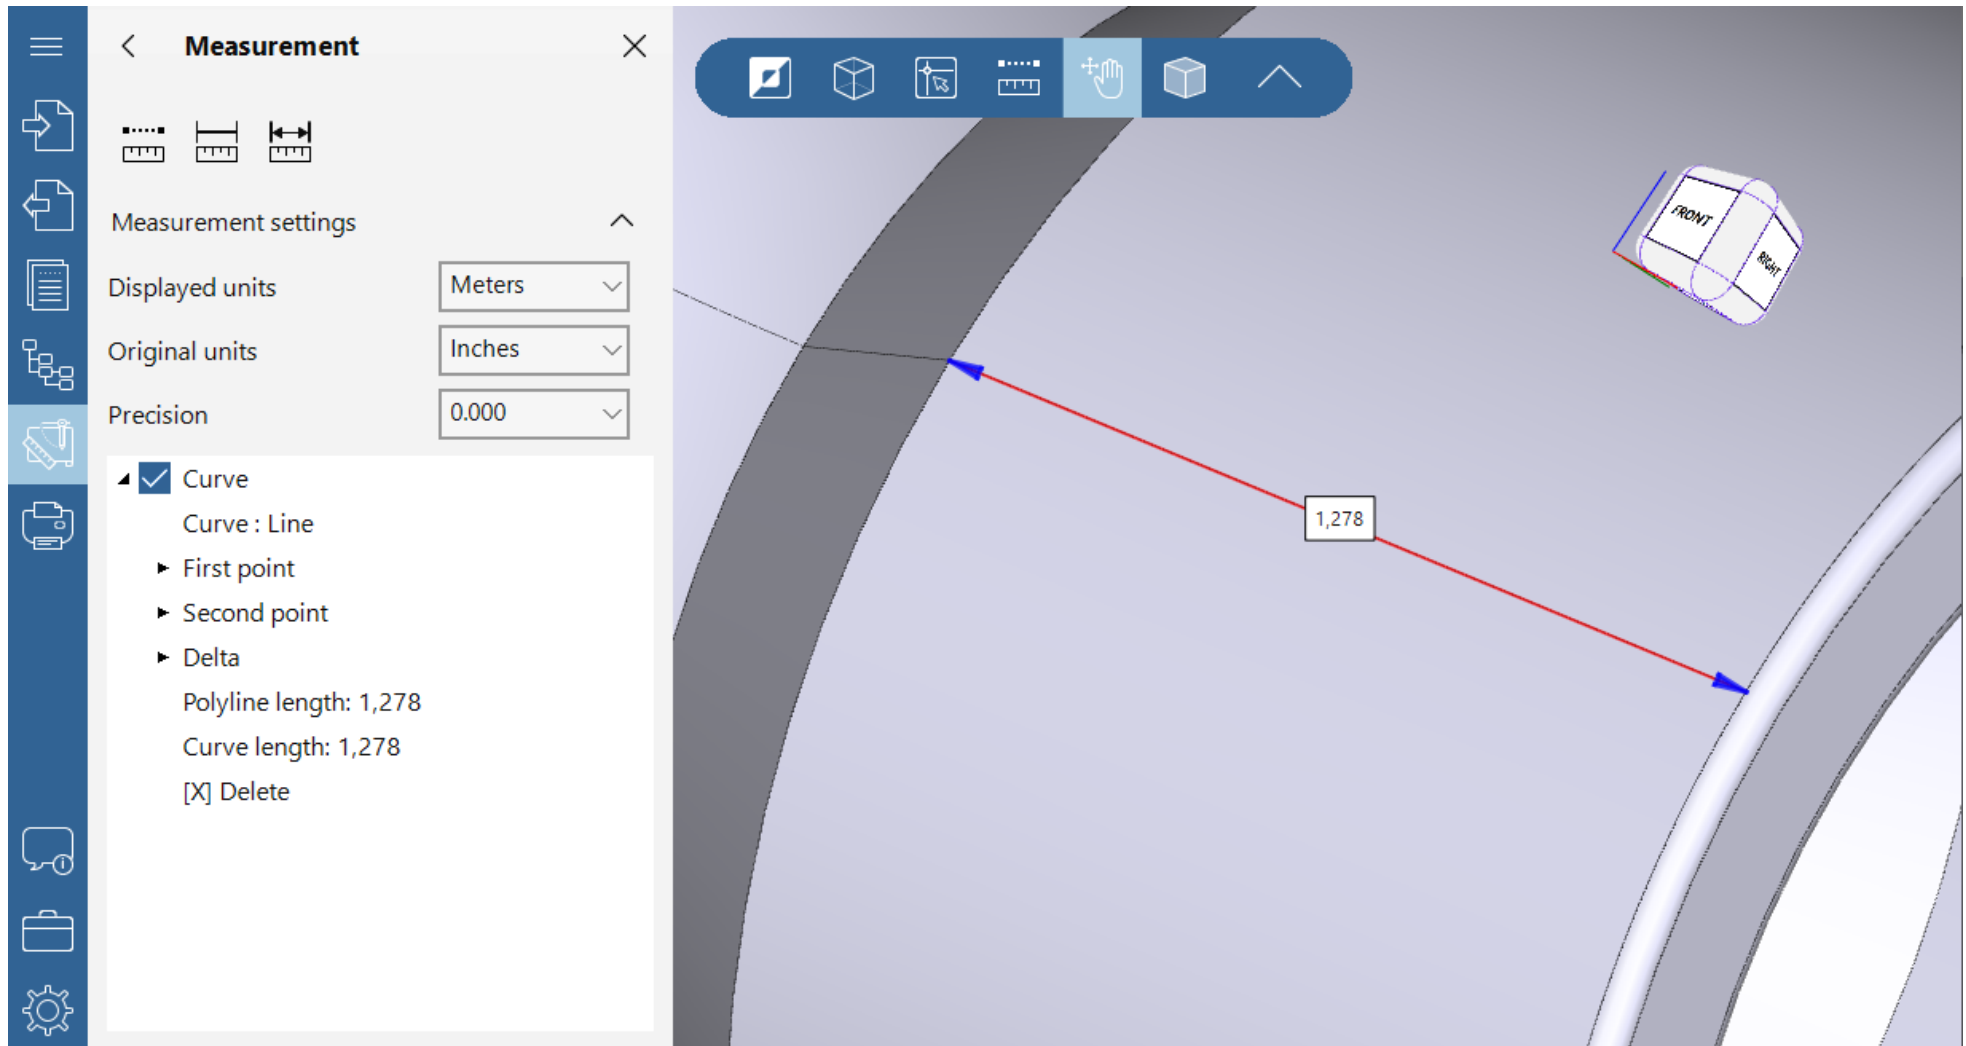 Measurement
Measurement settings
Displayed units Meters
Original units Inches
Precision 0.000
Curve
Curve : Line
First point
Second point
Delta
Polyline length: 1,278
Curve length: 1,278
[X] Delete
FRONT
RIGHT
1,278